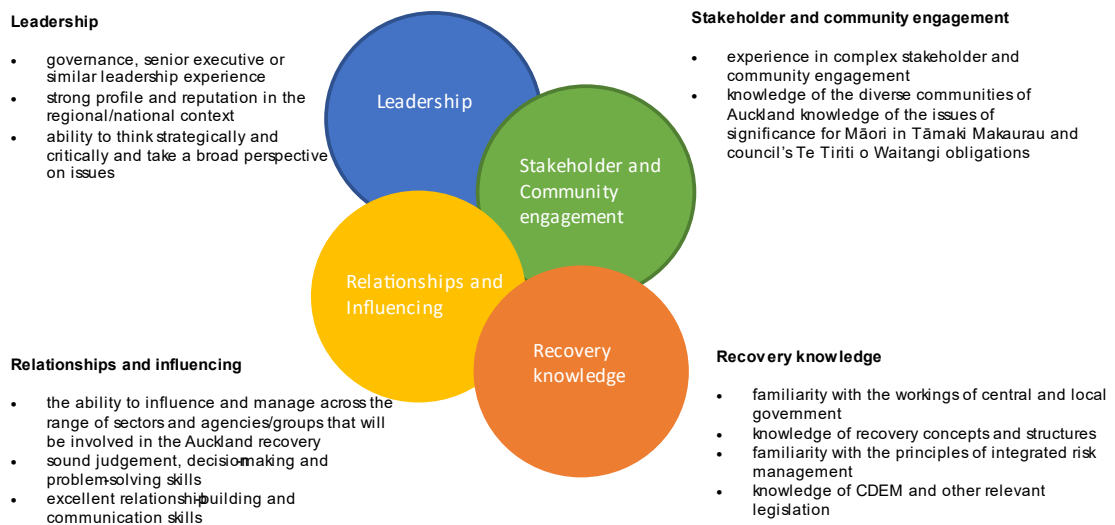 Leadership
• governance, senior executive or
similar leadership experience
• strong profile and reputation in the
regional/national context
• ability to think strategically and
critically and take a broad perspective
on issues
Stakeholder and community engagement
• experience in complex stakeholder and
community engagement
• knowledge of the diverse communities of
Auckland knowledge of the issues of
significance for Māori in Tāmaki Makaurau and
council's Te Tiriti o Waitangi obligations
Leadership
Stakeholder and
Community
engagement
Relationships and
Influencing
Recovery
knowledge
Relationships and influencing
• the ability to influence and manage across the
range of sectors and agencies/groups that will
be involved in the Auckland recovery
• sound judgement, decision-making and
problem-solving skills
• excellent relationship-building and
communication skills
Recovery knowledge
• familiarity with the workings of central and local
government
• knowledge of recovery concepts and structures
• familiarity with the principles of integrated risk
management
• knowledge of CDEM and other relevant
legislation